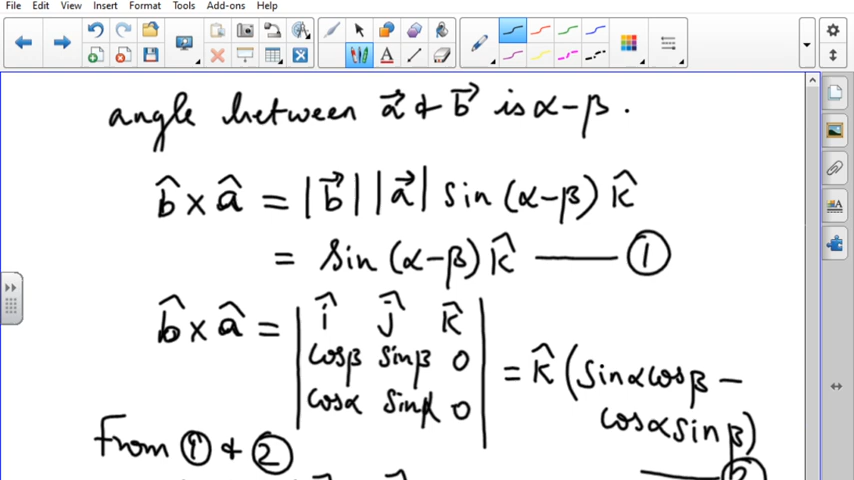 File Edit View Insert Format Tools Add-ons Help
angle between a⃗ & b⃗ is α-β.
b̂ × â = |b⃗| |a⃗| sin (α-β) k̂
= sin (α-β) k̂ —— ①
b̂ × â = | î ĵ k̂ |
| cosβ sinβ 0 | = k̂ (sinα cosβ -
| cosα sinα 0 | cosα sinβ)
From ① & ② —— ②